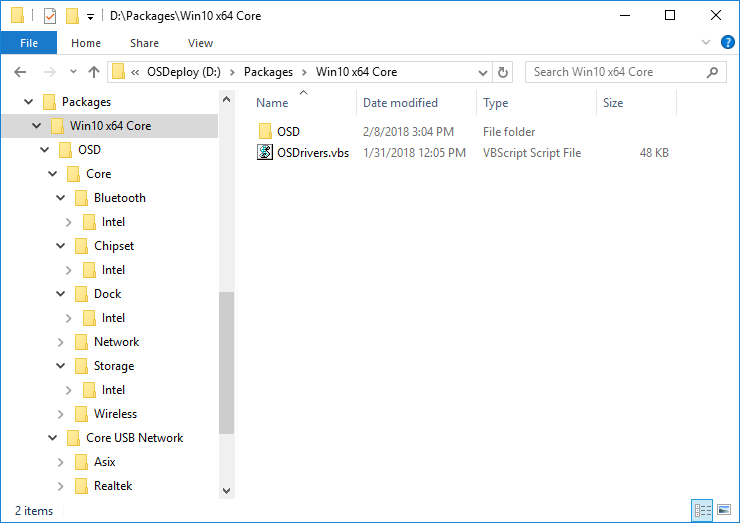 D:\Packages\Win10 x64 Core
File Home Share View
OSDeploy (D:) Packages Win10 x64 Core Search Win10 x64 Core
Packages
Win10 x64 Core
OSD
Core
Bluetooth
Intel
Chipset
Intel
Dock
Intel
Network
Storage
Intel
Wireless
Core USB Network
Asix
Realtek
Name Date modified Type Size
OSD 2/8/2018 3:04 PM File folder
OSDrivers.vbs 1/31/2018 12:05 PM VBScript Script File 48 KB
2 items